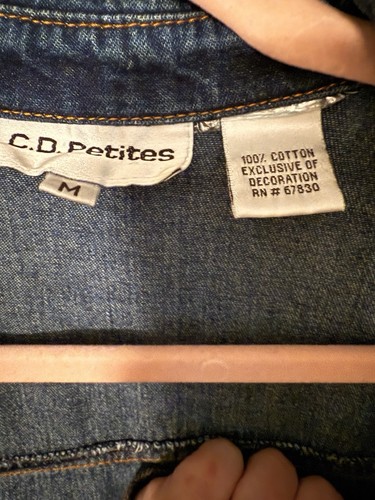 C.D. Petites
M
100% COTTON
EXCLUSIVE OF
DECORATION
RN # 67830